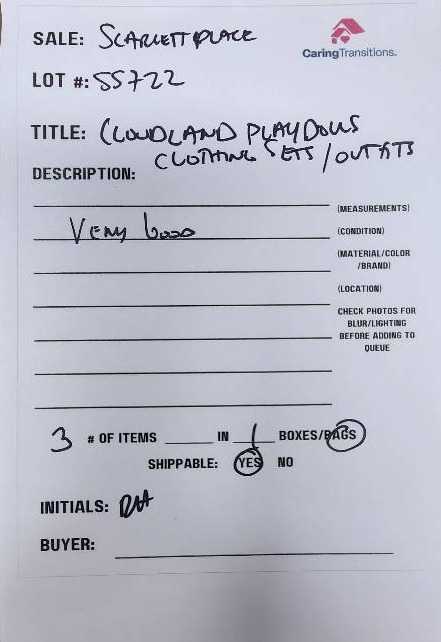 SALE: SCARLETT PLACE
CaringTransitions.
LOT #: 55722
TITLE: CLOUDLAND PLAY DOLLS
CLOTHING SETS/OUTFITS
DESCRIPTION:
(MEASUREMENTS)
VERY GOOD
(CONDITION)
(MATERIAL/COLOR
/BRAND)
(LOCATION)
CHECK PHOTOS FOR
BLUR/LIGHTING
BEFORE ADDING TO
QUEUE
3 # OF ITEMS IN 1 BOXES/BAGS
SHIPPABLE: YES NO
INITIALS:
BUYER: